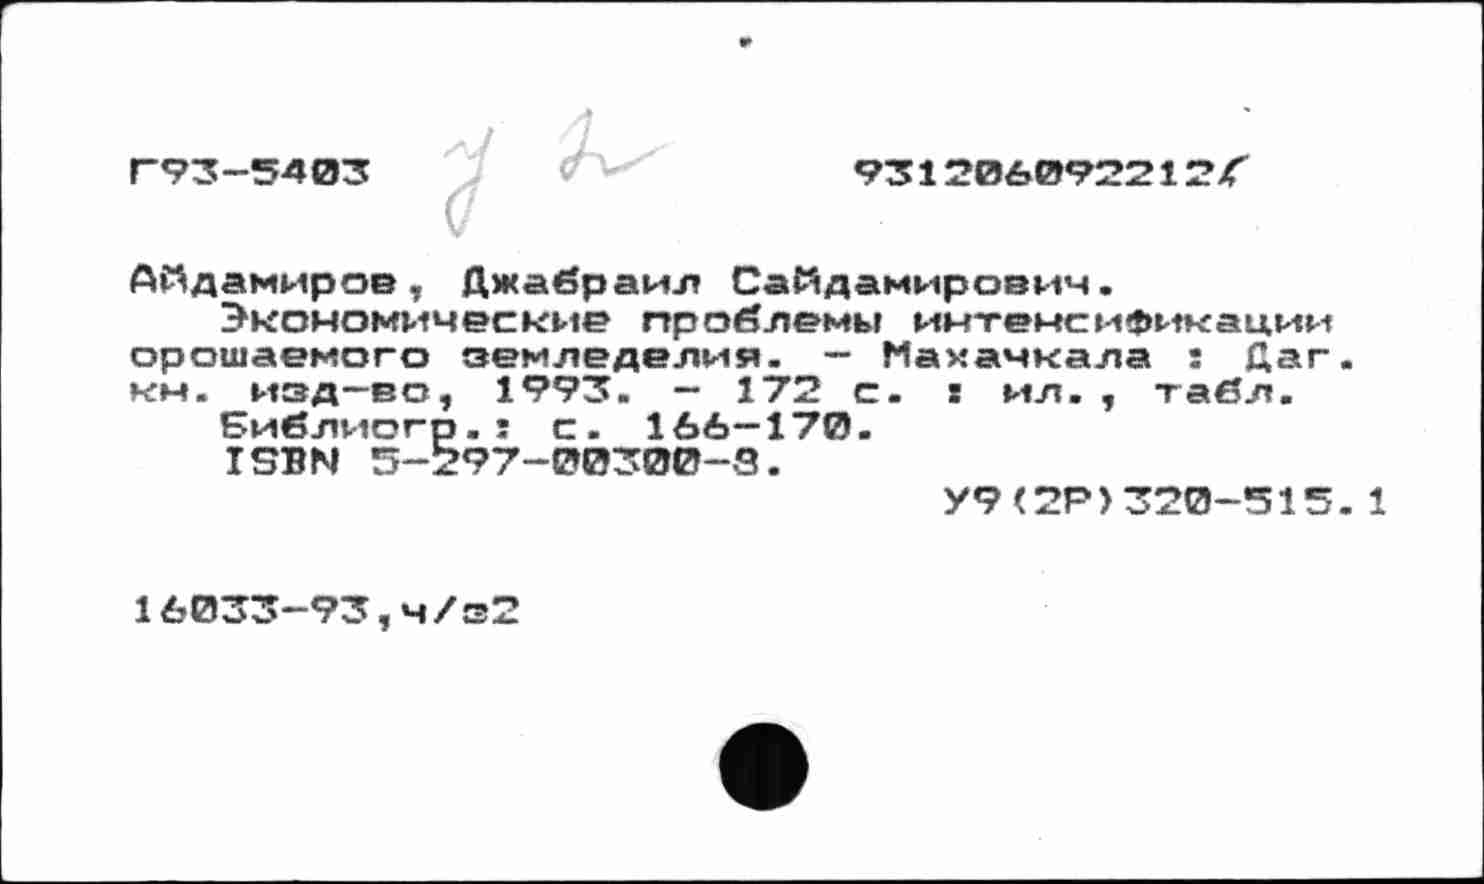 Г93-5403 у 2 931206092212
Айдамиров, Джабраил Сайдамирович.
Экономические проблемы интенсификации
орошаемого земледелия. - Махачкала : Даг.
кн. изд-во, 1993. - 172 с. : ил., табл.
Библиогр.: с. 166-170.
ISBN 5-297-00300-8.
У9(2Р)320-515.1
16033-93,ч/з2